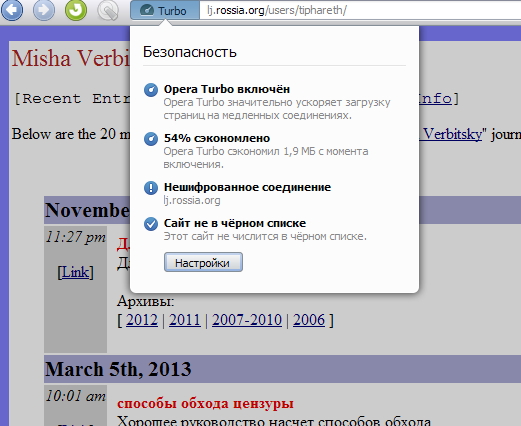 Turbo lj.rossia.org/users/tiphareth/
Безопасность
Misha Verbit
Opera Turbo включён
[Recent Entr Info]
Opera Turbo значительно ускоряет загрузку
страниц на медленных соединениях.
Below are the 20 m Verbitsky" journ
54% сэкономлено
Opera Turbo сэкономил 1,9 МБ с момента
включения.
Нешифрованное соединение
lj.rossia.org
November
Сайт не в чёрном списке
Этот сайт не числится в чёрном списке.
11:27 pm
[Link]
Настройки
Архивы:
[ 2012 | 2011 | 2007-2010 | 2006 ]
March 5th, 2013
10:01 am
способы обхода цензуры
Хорошее руководство насчет способов обхода